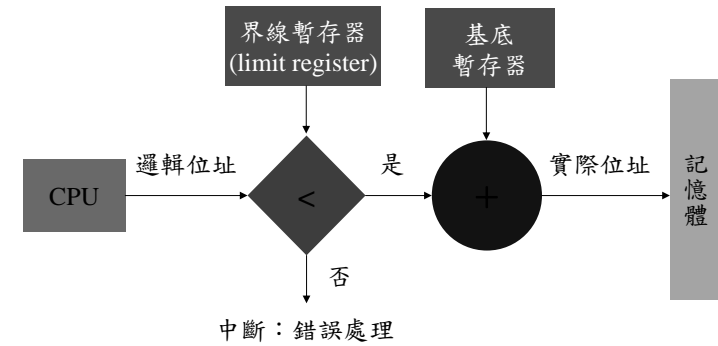 界線暫存器
(limit register)
基底
暫存器
CPU
邏輯位址
<
是
+
實際位址
記
憶
體
否
中斷：錯誤處理